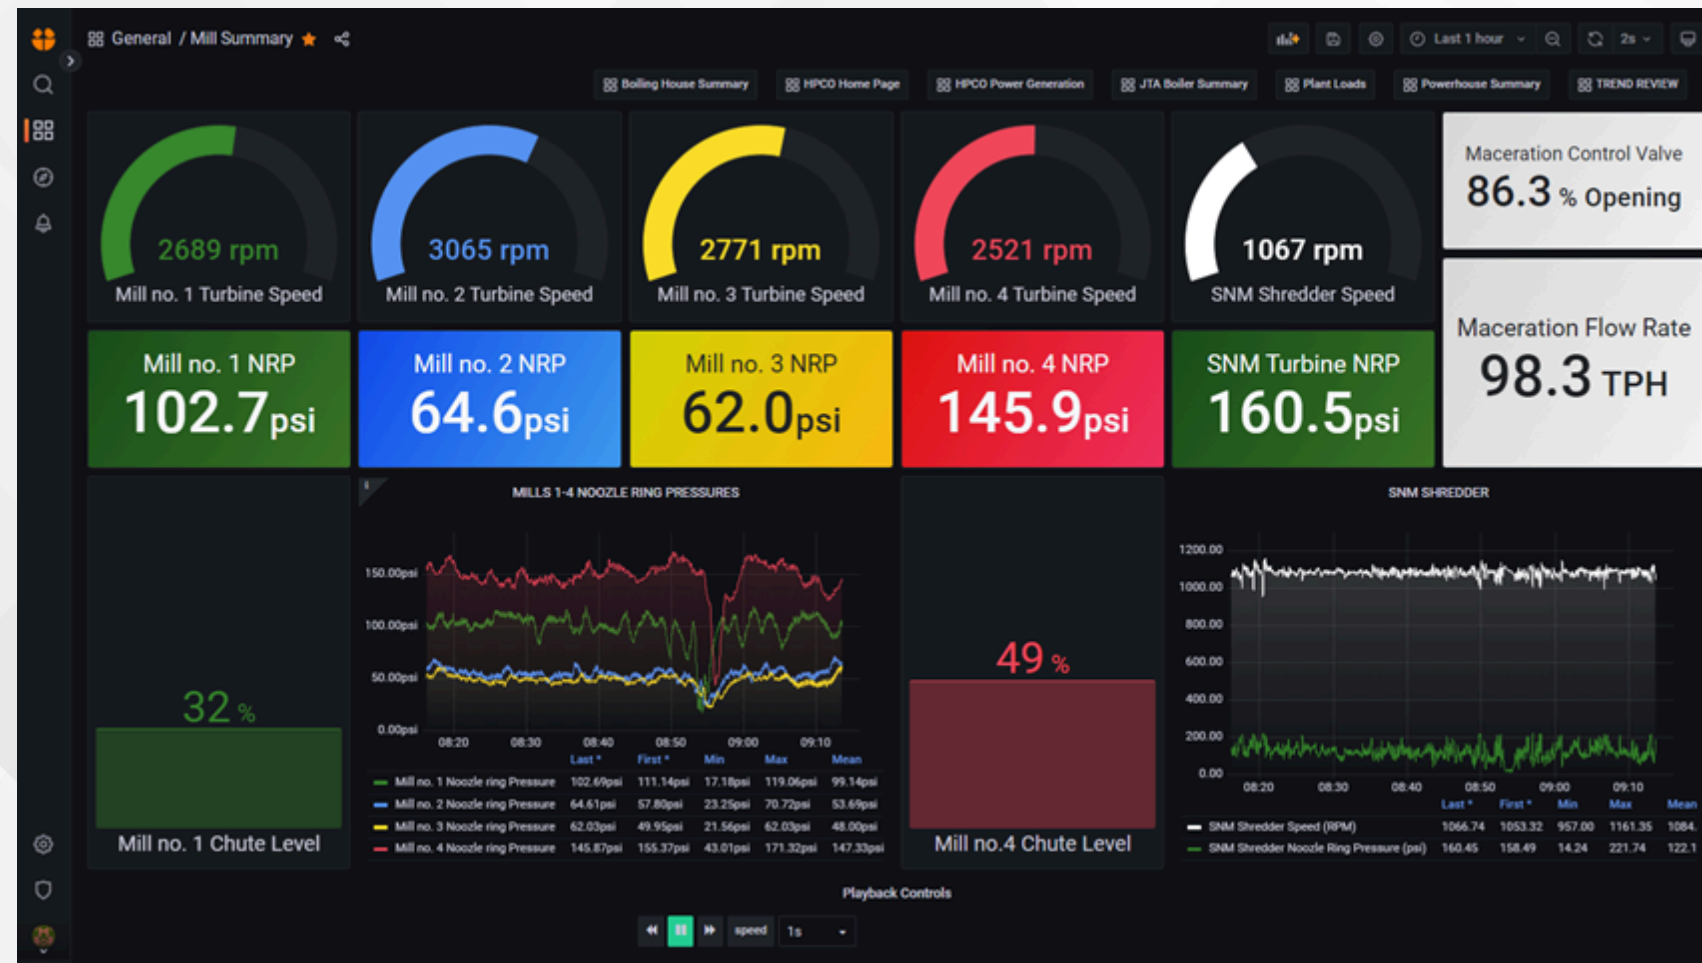 General / Mill Summary
Last 1 hour
2s
Boiling House Summary
HPCO Home Page
HPCO Power Generation
JTA Boiler Summary
Plant Loads
Powerhouse Summary
TREND REVIEW
2689 rpm
Mill no. 1 Turbine Speed
3065 rpm
Mill no. 2 Turbine Speed
2771 rpm
Mill no. 3 Turbine Speed
2521 rpm
Mill no. 4 Turbine Speed
1067 rpm
SNM Shredder Speed
Maceration Control Valve
86.3 % Opening
Mill no. 1 NRP
102.7psi
Mill no. 2 NRP
64.6psi
Mill no. 3 NRP
62.0psi
Mill no. 4 NRP
145.9psi
SNM Turbine NRP
160.5psi
Maceration Flow Rate
98.3 TPH
32 %
Mill no. 1 Chute Level
i
MILLS 1-4 NOOZLE RING PRESSURES
150.00psi
100.00psi
50.00psi
0.00psi
08:20 08:30 08:40 08:50 09:00 09:10
Last * First * Min Max Mean
Mill no. 1 Noozle ring Pressure 102.69psi 111.14psi 17.18psi 119.06psi 99.14psi
Mill no. 2 Noozle ring Pressure 64.61psi 57.80psi 23.25psi 70.72psi 53.69psi
Mill no. 3 Noozle ring Pressure 62.03psi 49.95psi 21.56psi 62.03psi 48.00psi
Mill no. 4 Noozle ring Pressure 145.87psi 155.37psi 43.01psi 171.32psi 147.33psi
49 %
Mill no.4 Chute Level
SNM SHREDDER
1200.00
1000.00
800.00
600.00
400.00
200.00
0.00
08:20 08:30 08:40 08:50 09:00 09:10
Last * First * Min Max Mean
SNM Shredder Speed (RPM) 1066.74 1053.32 957.00 1161.35 1084.
SNM Shredder Noozle Ring Pressure (psi) 160.45 158.49 14.24 221.74 122.1
Playback Controls
speed 1s